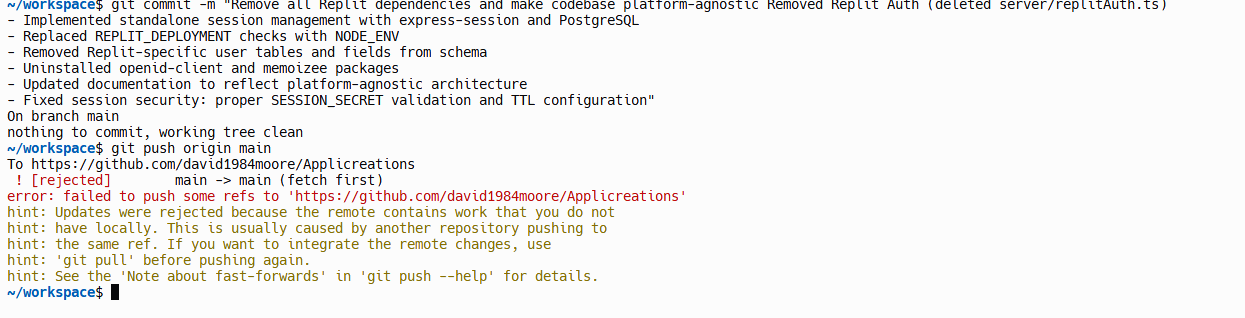 ~/workspace$ git commit -m "Remove all Replit dependencies and make codebase platform-agnostic Removed Replit Auth (deleted server/replitAuth.ts)
- Implemented standalone session management with express-session and PostgreSQL
- Replaced REPLIT_DEPLOYMENT checks with NODE_ENV
- Removed Replit-specific user tables and fields from schema
- Uninstalled openid-client and memoizee packages
- Updated documentation to reflect platform-agnostic architecture
- Fixed session security: proper SESSION_SECRET validation and TTL configuration"
On branch main
nothing to commit, working tree clean
~/workspace$ git push origin main
To https://github.com/david1984moore/Applicreations
 ! [rejected]        main -> main (fetch first)
error: failed to push some refs to 'https://github.com/david1984moore/Applicreations'
hint: Updates were rejected because the remote contains work that you do not
hint: have locally. This is usually caused by another repository pushing to
hint: the same ref. If you want to integrate the remote changes, use
hint: 'git pull' before pushing again.
hint: See the 'Note about fast-forwards' in 'git push --help' for details.
~/workspace$